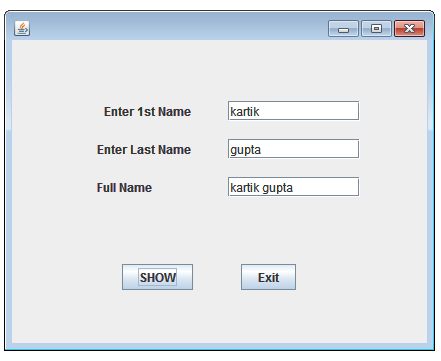 Enter 1st Name kartik
Enter Last Name gupta
Full Name kartik gupta
SHOW Exit